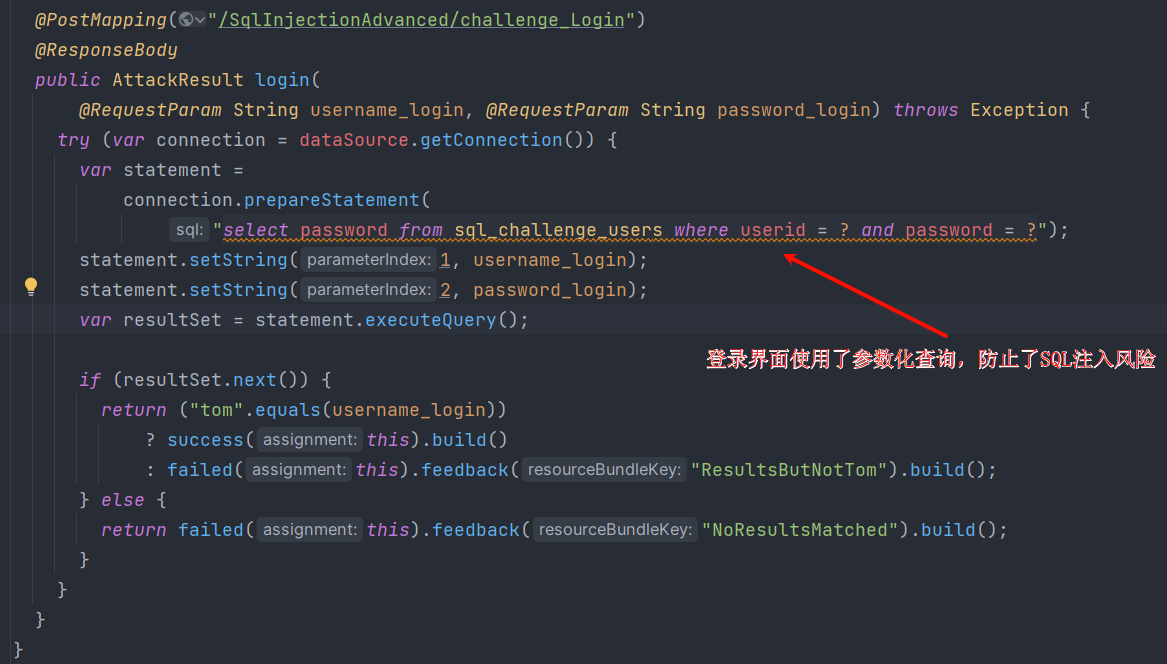 @PostMapping("/SqlInjectionAdvanced/challenge_Login")
@ResponseBody
public AttackResult login(
@RequestParam String username_login, @RequestParam String password_login) throws Exception {
try (var connection = dataSource.getConnection()) {
var statement =
connection.prepareStatement(
sql: "select password from sql_challenge_users where userid = ? and password = ?");
statement.setString( parameterIndex: 1, username_login);
statement.setString( parameterIndex: 2, password_login);
var resultSet = statement.executeQuery();
登录界面使用了参数化查询，防止了SQL注入风险
if (resultSet.next()) {
return ("tom".equals(username_login))
? success( assignment: this).build()
: failed( assignment: this).feedback( resourceBundleKey: "ResultsButNotTom").build();
} else {
return failed( assignment: this).feedback( resourceBundleKey: "NoResultsMatched").build();
}
}
}
}